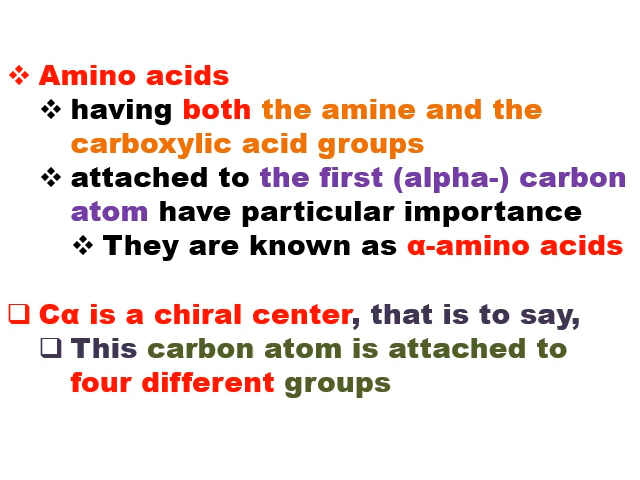 ❖ Amino acids
❖ having both the amine and the
carboxylic acid groups
❖ attached to the first (alpha-) carbon
atom have particular importance
❖ They are known as α-amino acids
❑ Cα is a chiral center, that is to say,
❑ This carbon atom is attached to
four different groups